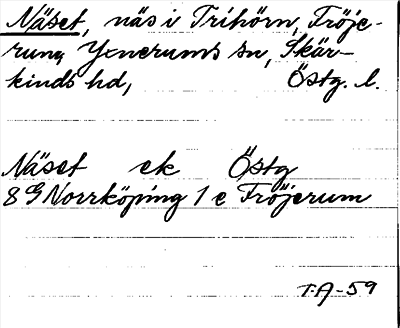 Näset, näs i Trihörn, Fröje-
rum, Yxnerums sn, Skär-
kinds hd, Östg. l.
Näset ek Östg
8 G Norrköping 1 e Fröjerum
T.A-59